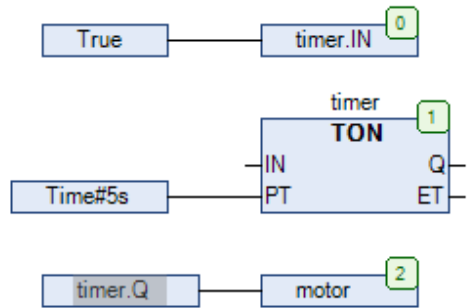 True timer.IN 0
timer 1
TON
IN Q
Time#5s PT ET
timer.Q motor 2